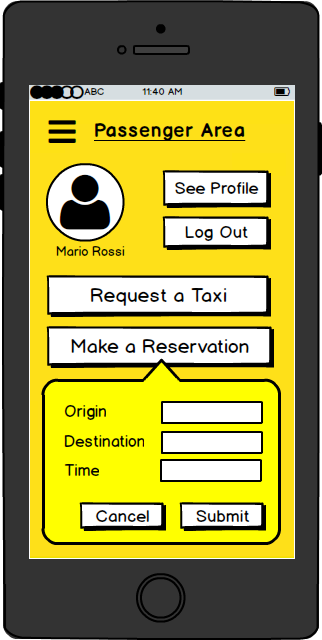 ABC 11:40 AM
Passenger Area
See Profile
Log Out
Mario Rossi
Request a Taxi
Make a Reservation
Origin
Destination
Time
Cancel Submit